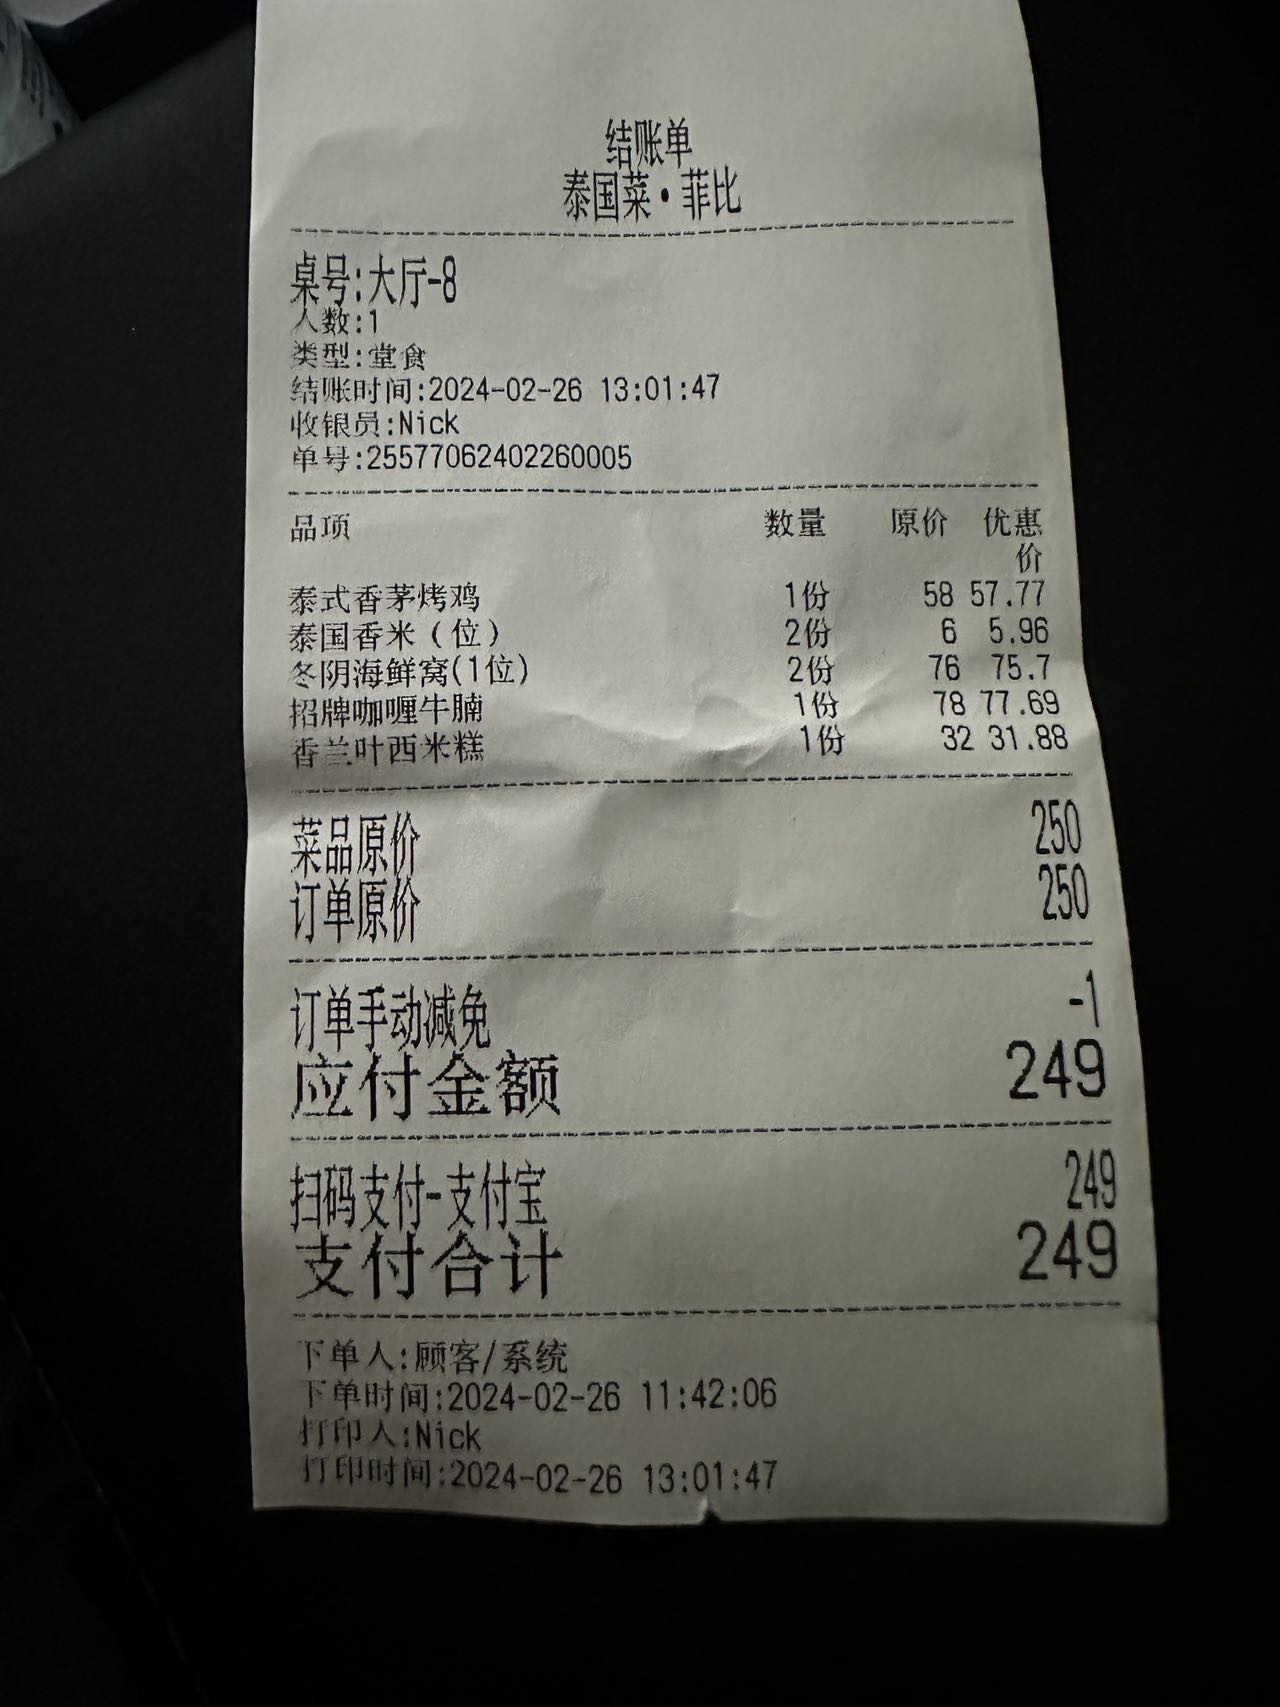 结账单
泰国菜·菲比
桌号:大厅-8
人数:1
类型:堂食
结账时间:2024-02-26 13:01:47
收银员:Nick
单号:25577062402260005
品项 数量 原价 优惠价
泰式香茅烤鸡 1份 58 57.77
泰国香米(位) 2份 6 5.96
冬阴海鲜窝(1位) 2份 76 75.7
招牌咖喱牛腩 1份 78 77.69
香兰叶西米糕 1份 32 31.88
菜品原价 250
订单原价 250
订单手动减免 -1
应付金额 249
扫码支付-支付宝 249
支付合计 249
下单人:顾客/系统
下单时间:2024-02-26 11:42:06
打印人:Nick
打印时间:2024-02-26 13:01:47